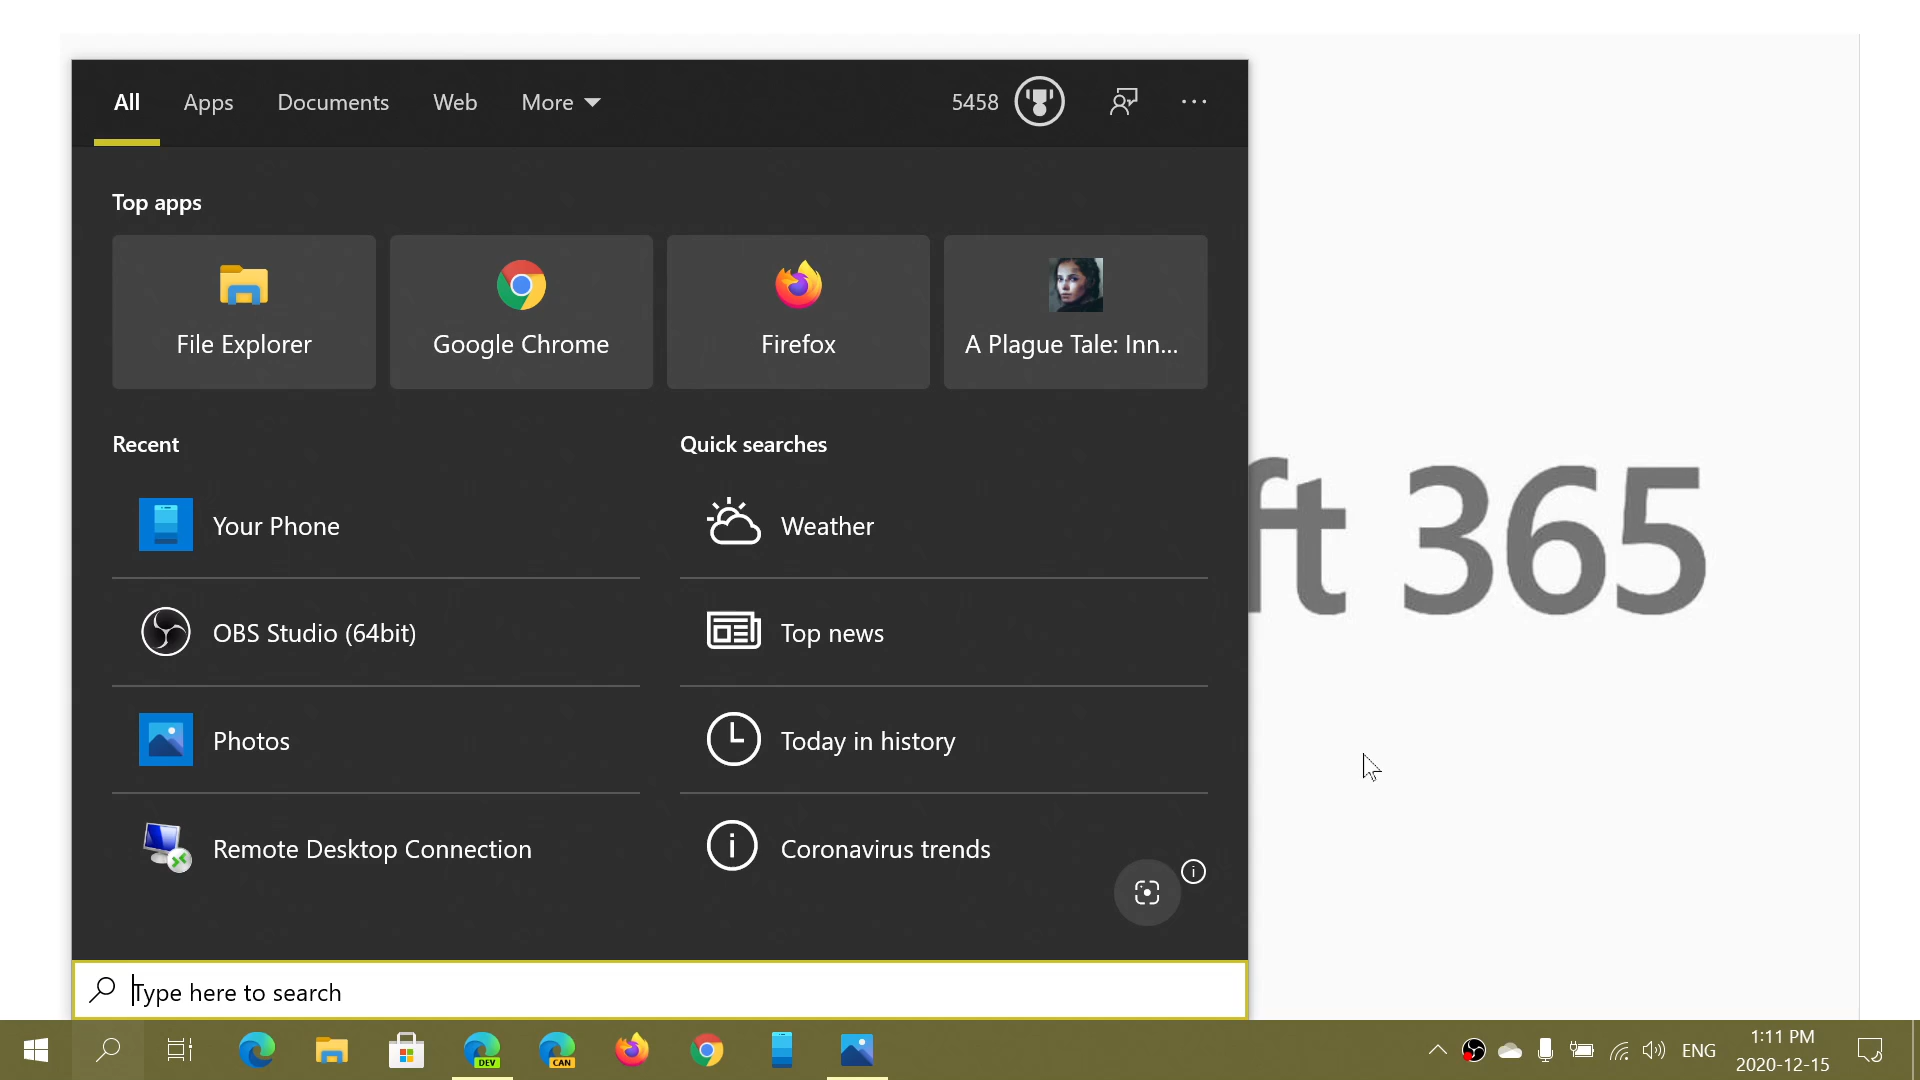 All Apps Documents Web More 5458
Top apps
File Explorer Google Chrome Firefox A Plague Tale: Inn...
Recent Quick searches
Your Phone Weather
OBS Studio (64bit) Top news
Photos Today in history
Remote Desktop Connection Coronavirus trends
ft 365
Type here to search
DEV CAN ENG 1:11 PM
2020-12-15